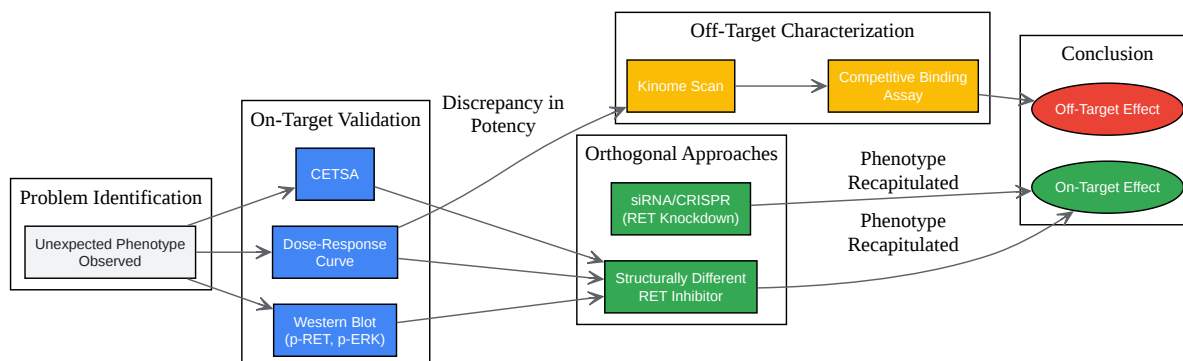 Problem Identification
Unexpected Phenotype
Observed
On-Target Validation
CETSA
Dose-Response
Curve
Western Blot
(p-RET, p-ERK)
Discrepancy in
Potency
Off-Target Characterization
Kinome Scan
Competitive Binding
Assay
Orthogonal Approaches
siRNA/CRISPR
(RET Knockdown)
Structurally Different
RET Inhibitor
Phenotype
Recapitulated
Phenotype
Recapitulated
Conclusion
Off-Target Effect
On-Target Effect